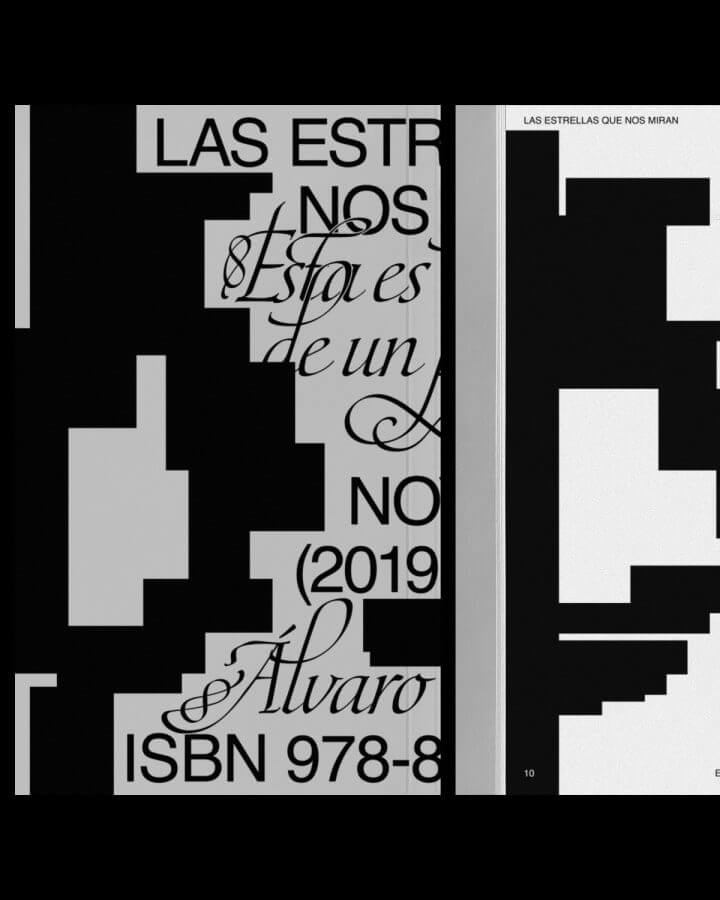 LAS ESTR
NOS
Esta es
de un
NO
(2019
Álvaro
ISBN 978-8
LAS ESTRELLAS QUE NOS MIRAN
10
E